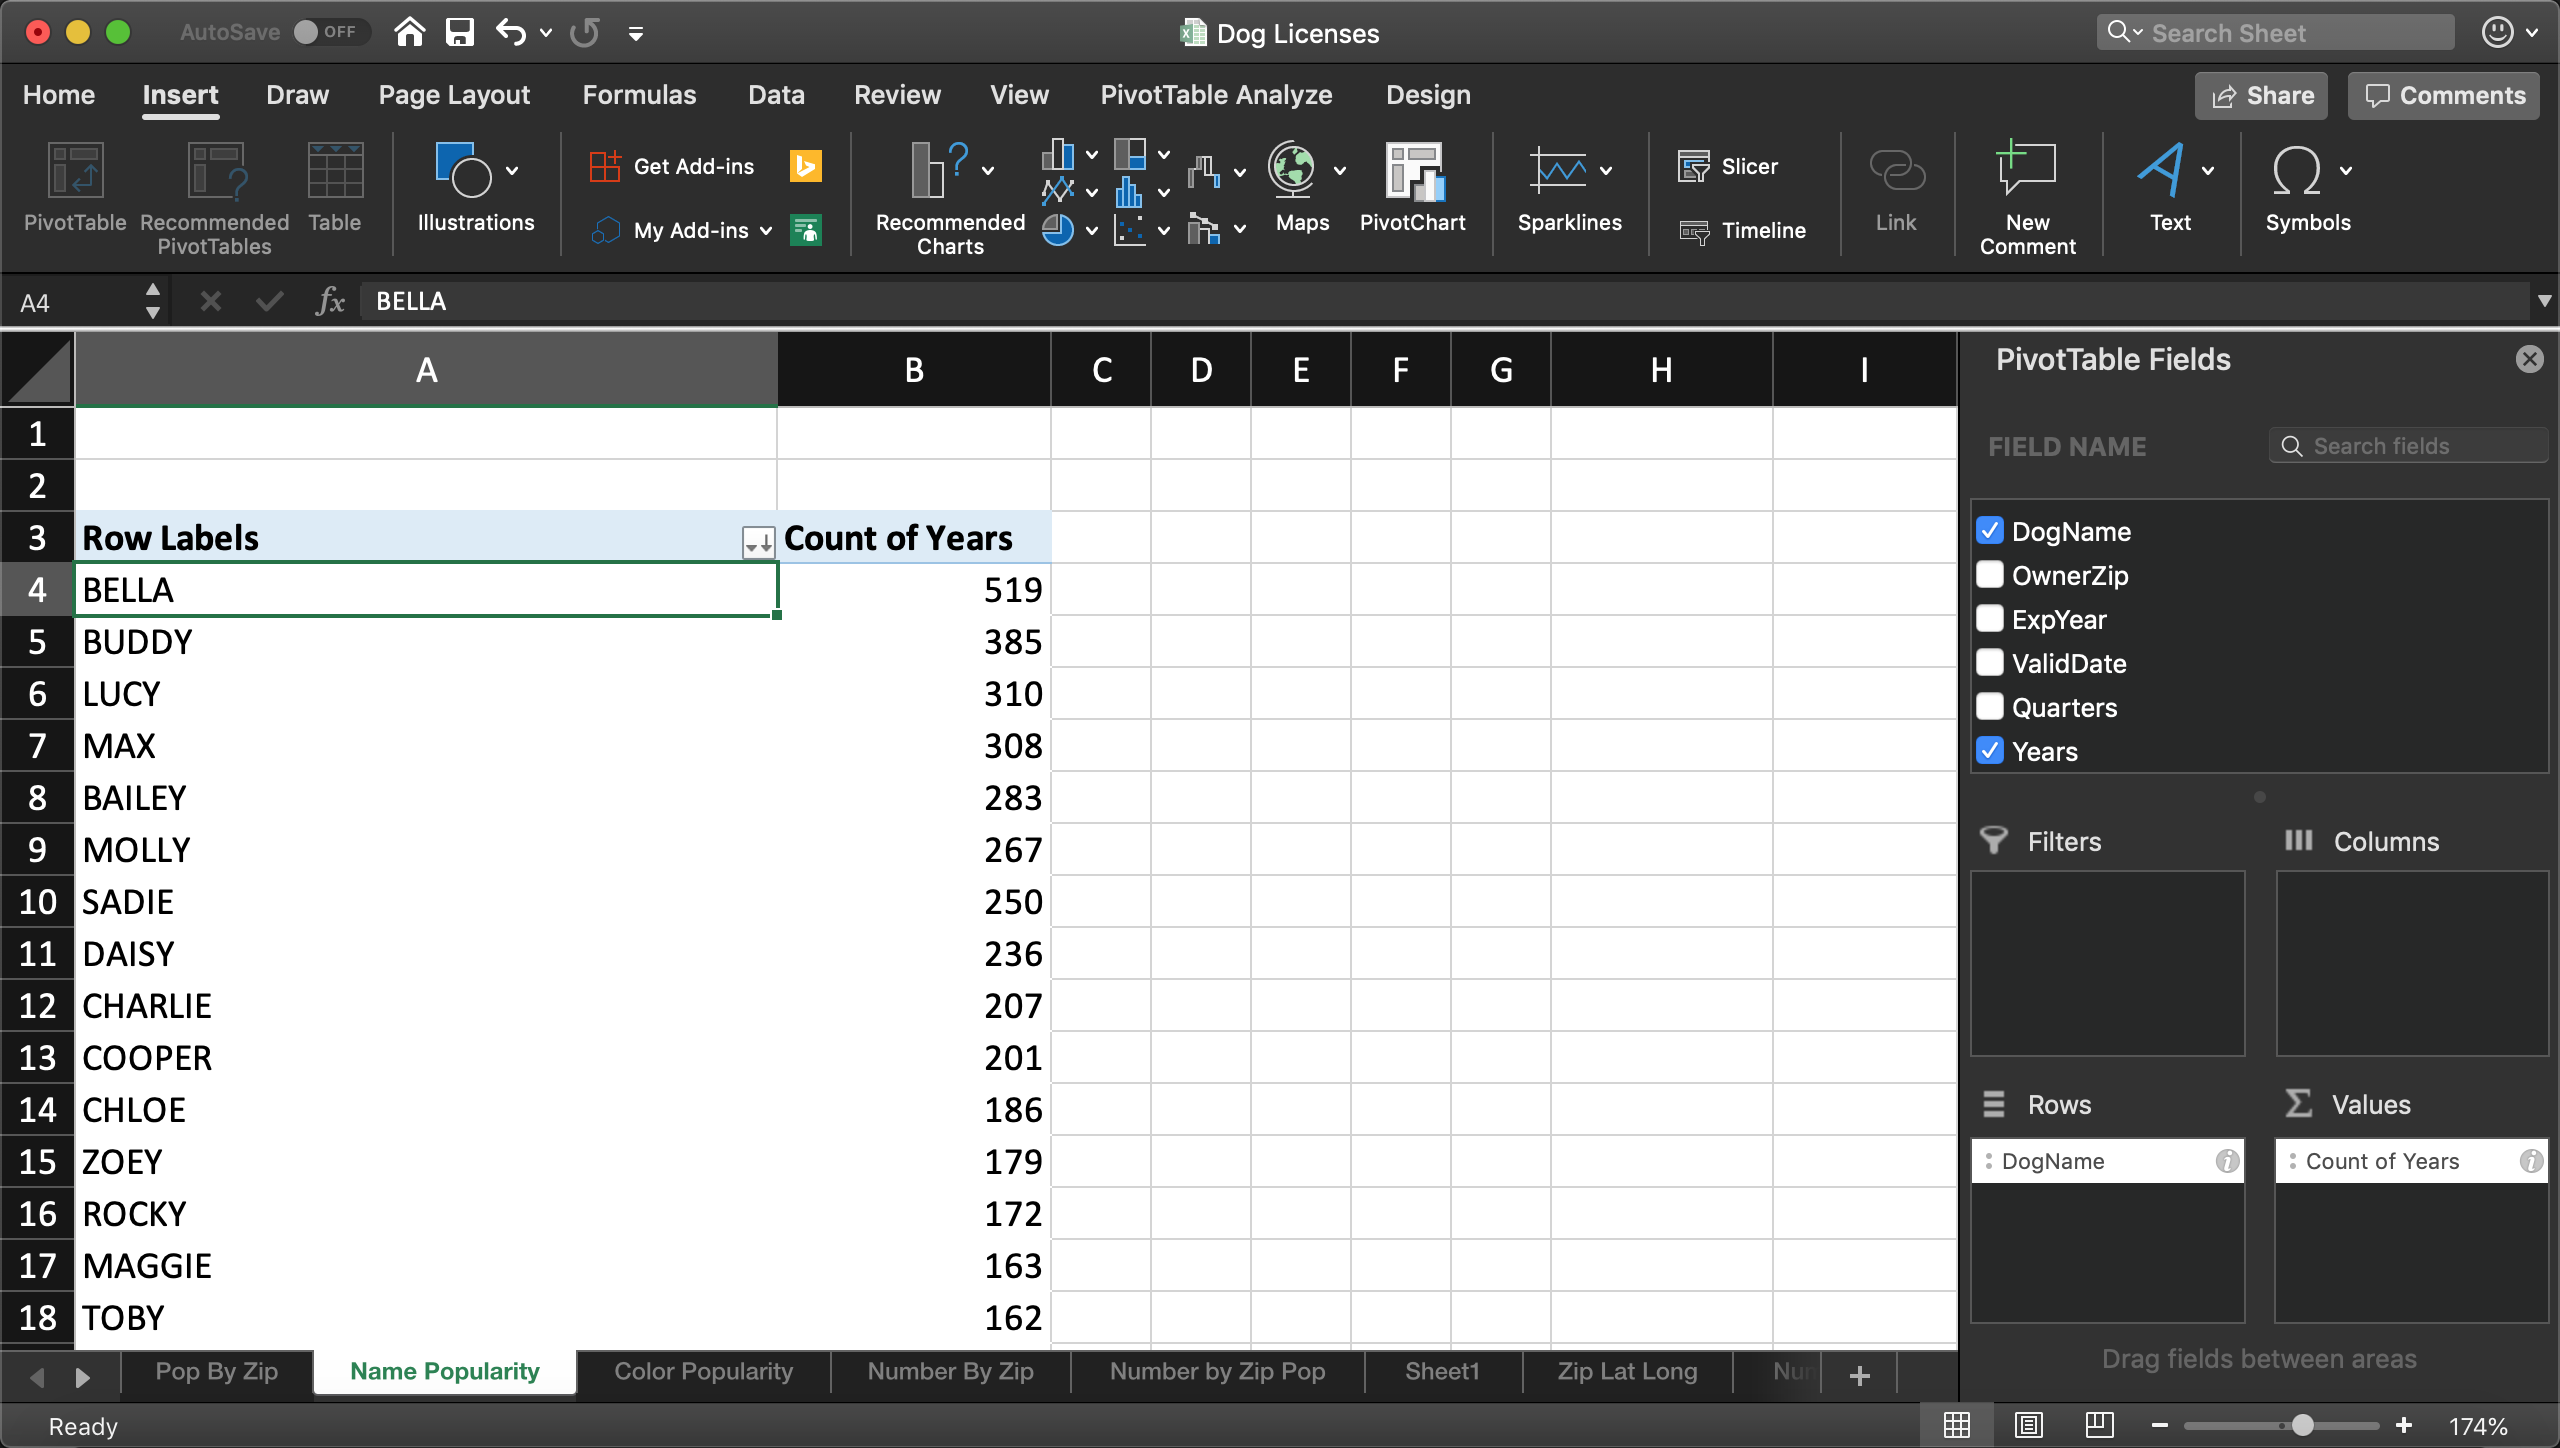 AutoSave OFF
Dog Licenses
Search Sheet
Home Insert Draw Page Layout Formulas Data Review View PivotTable Analyze Design
Share Comments
PivotTable
Recommended
PivotTables
Table
Illustrations
Get Add-ins
My Add-ins
Recommended
Charts
Maps
PivotChart
Sparklines
Slicer
Timeline
Link
New
Comment
Text
Symbols
A4 fx BELLA
A B C D E F G H I
1
2
3 Row Labels Count of Years
4 BELLA 519
5 BUDDY 385
6 LUCY 310
7 MAX 308
8 BAILEY 283
9 MOLLY 267
10 SADIE 250
11 DAISY 236
12 CHARLIE 207
13 COOPER 201
14 CHLOE 186
15 ZOEY 179
16 ROCKY 172
17 MAGGIE 163
18 TOBY 162
PivotTable Fields
FIELD NAME Search fields
DogName
OwnerZip
ExpYear
ValidDate
Quarters
Years
Filters Columns
Rows Values
DogName Count of Years
Drag fields between areas
Pop By Zip Name Popularity Color Popularity Number By Zip Number by Zip Pop Sheet1 Zip Lat Long
Ready 174%